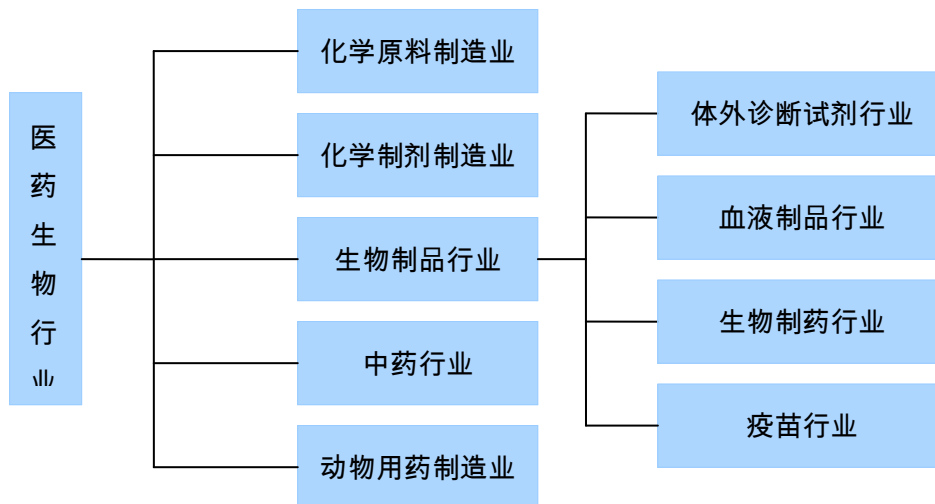 医药生物行业
化学原料制造业
化学制剂制造业
生物制品行业
中药行业
动物用药制造业
体外诊断试剂行业
血液制品行业
生物制药行业
疫苗行业